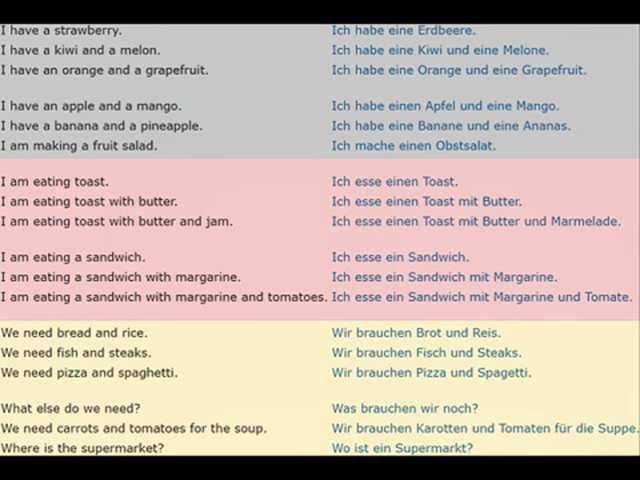 I have a strawberry. Ich habe eine Erdbeere.
I have a kiwi and a melon. Ich habe eine Kiwi und eine Melone.
I have an orange and a grapefruit. Ich habe eine Orange und eine Grapefruit.
I have an apple and a mango. Ich habe einen Apfel und eine Mango.
I have a banana and a pineapple. Ich habe eine Banane und eine Ananas.
I am making a fruit salad. Ich mache einen Obstsalat.
I am eating toast. Ich esse einen Toast.
I am eating toast with butter. Ich esse einen Toast mit Butter.
I am eating toast with butter and jam. Ich esse einen Toast mit Butter und Marmelade.
I am eating a sandwich. Ich esse ein Sandwich.
I am eating a sandwich with margarine. Ich esse ein Sandwich mit Margarine.
I am eating a sandwich with margarine and tomatoes. Ich esse ein Sandwich mit Margarine und Tomate.
We need bread and rice. Wir brauchen Brot und Reis.
We need fish and steaks. Wir brauchen Fisch und Steaks.
We need pizza and spaghetti. Wir brauchen Pizza und Spagetti.
What else do we need? Was brauchen wir noch?
We need carrots and tomatoes for the soup. Wir brauchen Karotten und Tomaten für die Suppe.
Where is the supermarket? Wo ist ein Supermarkt?